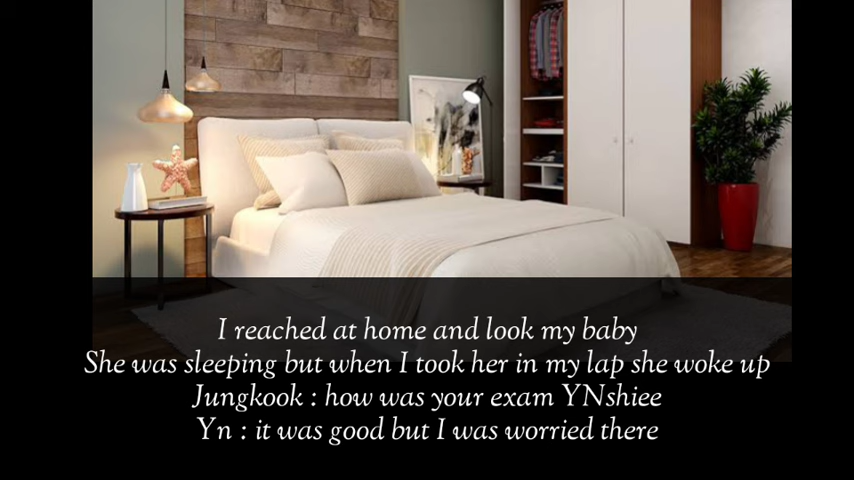 I reached at home and look my baby
She was sleeping but when I took her in my lap she woke up
Jungkook : how was your exam YNshiee
Yn : it was good but I was worried there